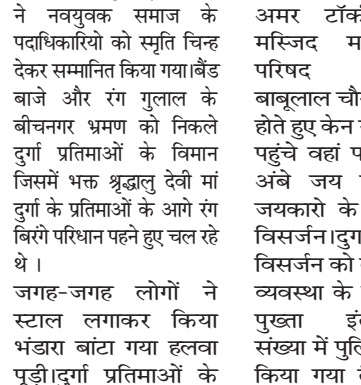 ने नवयुवक समाज के
पदाधिकारियो को स्मृति चिन्ह
देकर सम्मानित किया गया।बैंड
बाजे और रंग गुलाल के
बीचनगर भ्रमण को निकले
दुर्गा प्रतिमाओं के विमान
जिसमें भक्त श्रृद्धालु देवी मां
दुर्गा के प्रतिमाओं के आगे रंग
बिरंगे परिधान पहने हुए चल रहे
थे ।
जगह-जगह लोगों ने
स्टाल लगाकर किया
भंडारा बांटा गया हलवा
पूड़ी।दुर्गा प्रतिमाओं के
अमर
मस्जिद
परिषद
बाबूलाल
होते हुए केन
पहुंचे वहां
अंबे जय
जयकारो के
विसर्जन।
विसर्जन को
व्यवस्था के
पुख्ता
संख्या में
किया गया